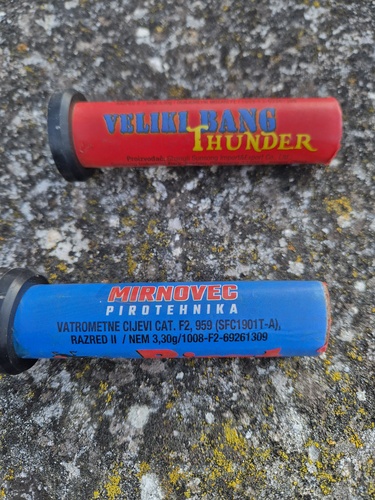 VELIKI BANG
THUNDER
Proizvođač:
MIRNOVEC
PIROTEHNIKA
VATROMETNE CIJEVI CAT. F2, 959 (SFC1901T-A),
RAZRED II / NEM 3,30g/1008-F2-69261309